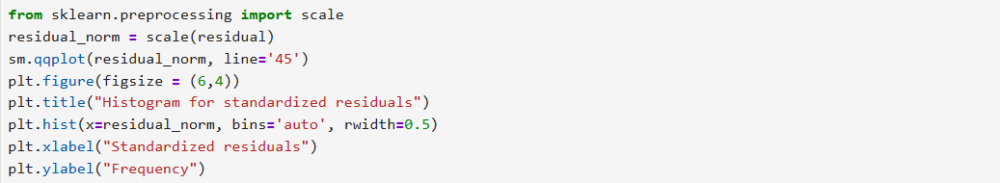 from sklearn.preprocessing import scale
residual_norm = scale(residual)
sm.qqplot(residual_norm, line='45')
plt.figure(figsize = (6,4))
plt.title("Histogram for standardized residuals")
plt.hist(x=residual_norm, bins='auto', rwidth=0.5)
plt.xlabel("Standardized residuals")
plt.ylabel("Frequency")